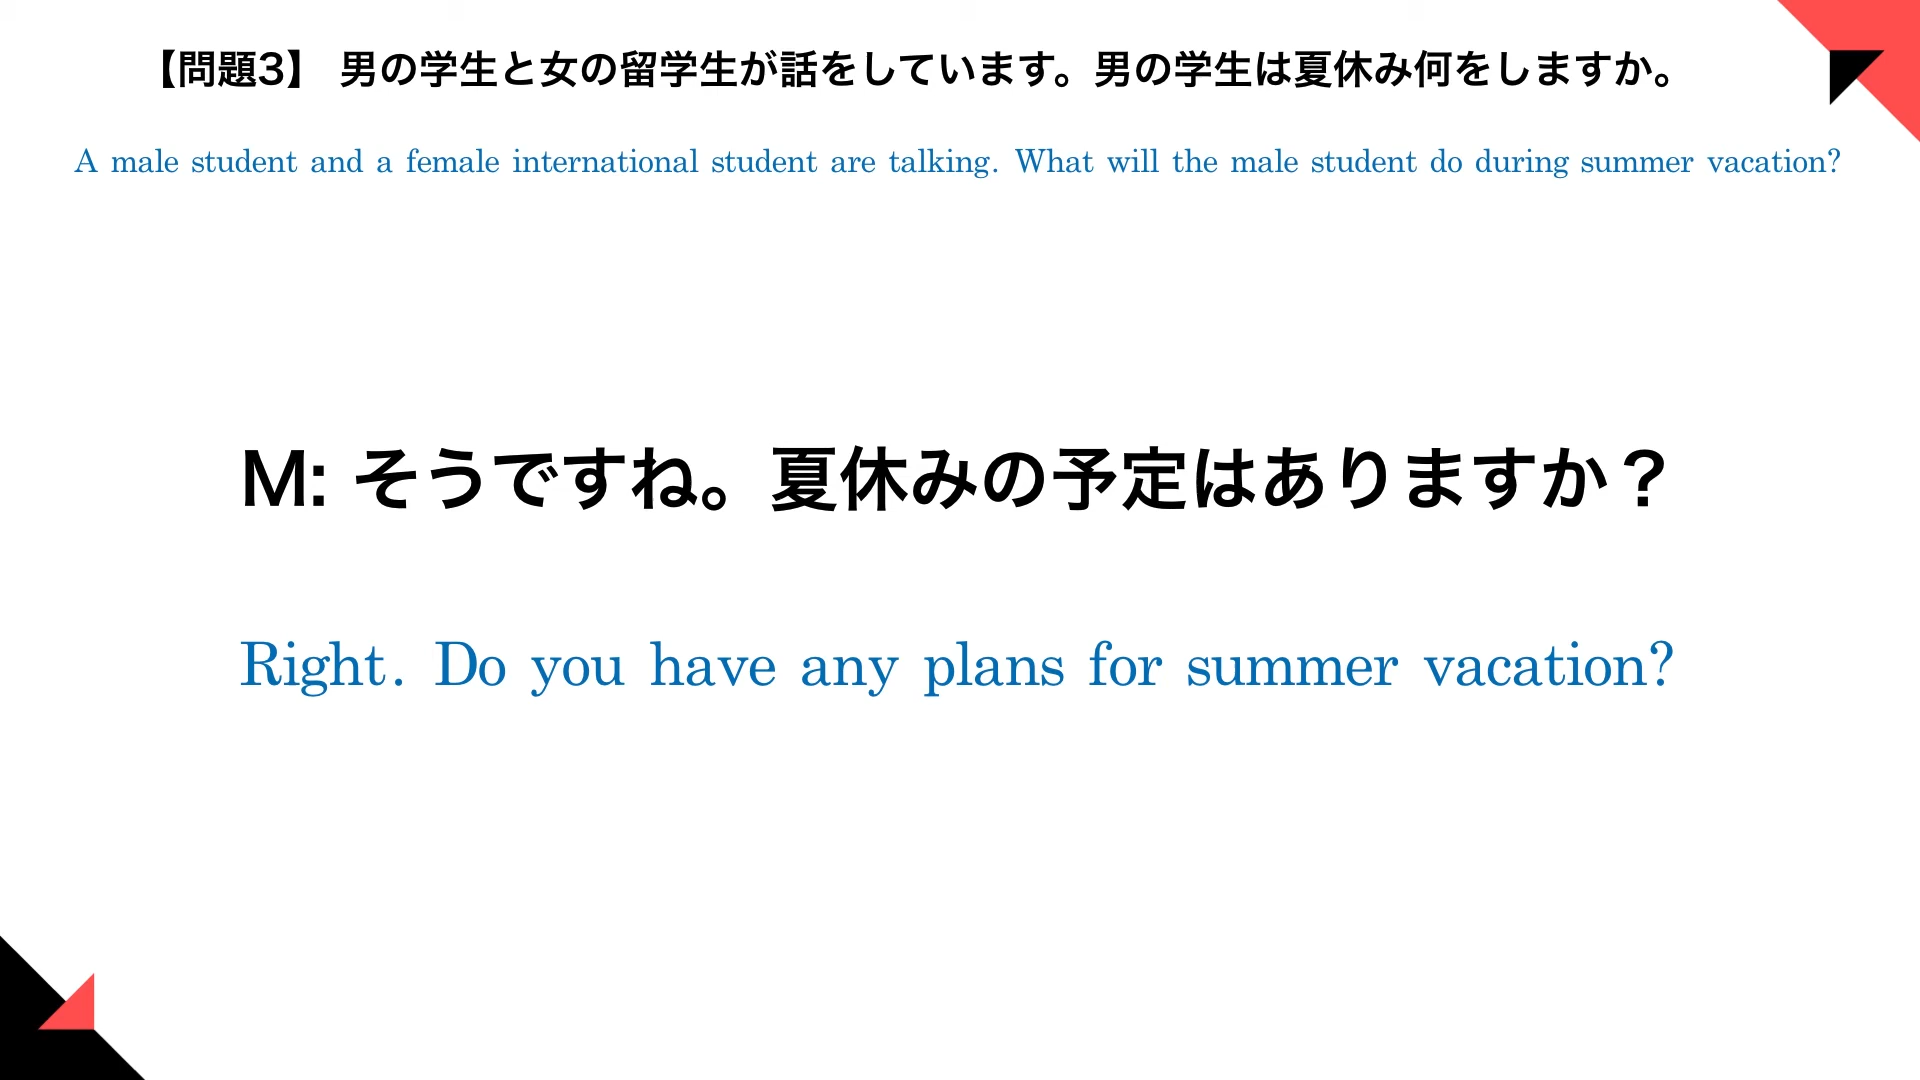 【問題3】 男の学生と女の留学生が話をしています。男の学生は夏休み何をしますか。
A male student and a female international student are talking. What will the male student do during summer vacation?
M: そうですね。夏休みの予定はありますか？
Right. Do you have any plans for summer vacation?